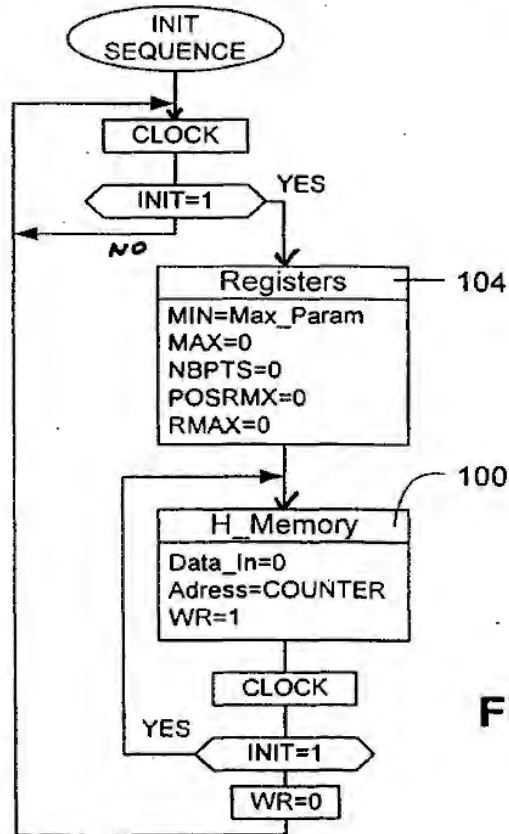 INIT
SEQUENCE
CLOCK
INIT=1
YES
NO
Registers
104
MIN=Max_Param
MAX=0
NBPTS=0
POSRMX=0
RMAX=0
H_Memory
100
Data_In=0
Adress=COUNTER
WR=1
CLOCK
YES
INIT=1
F
WR=0